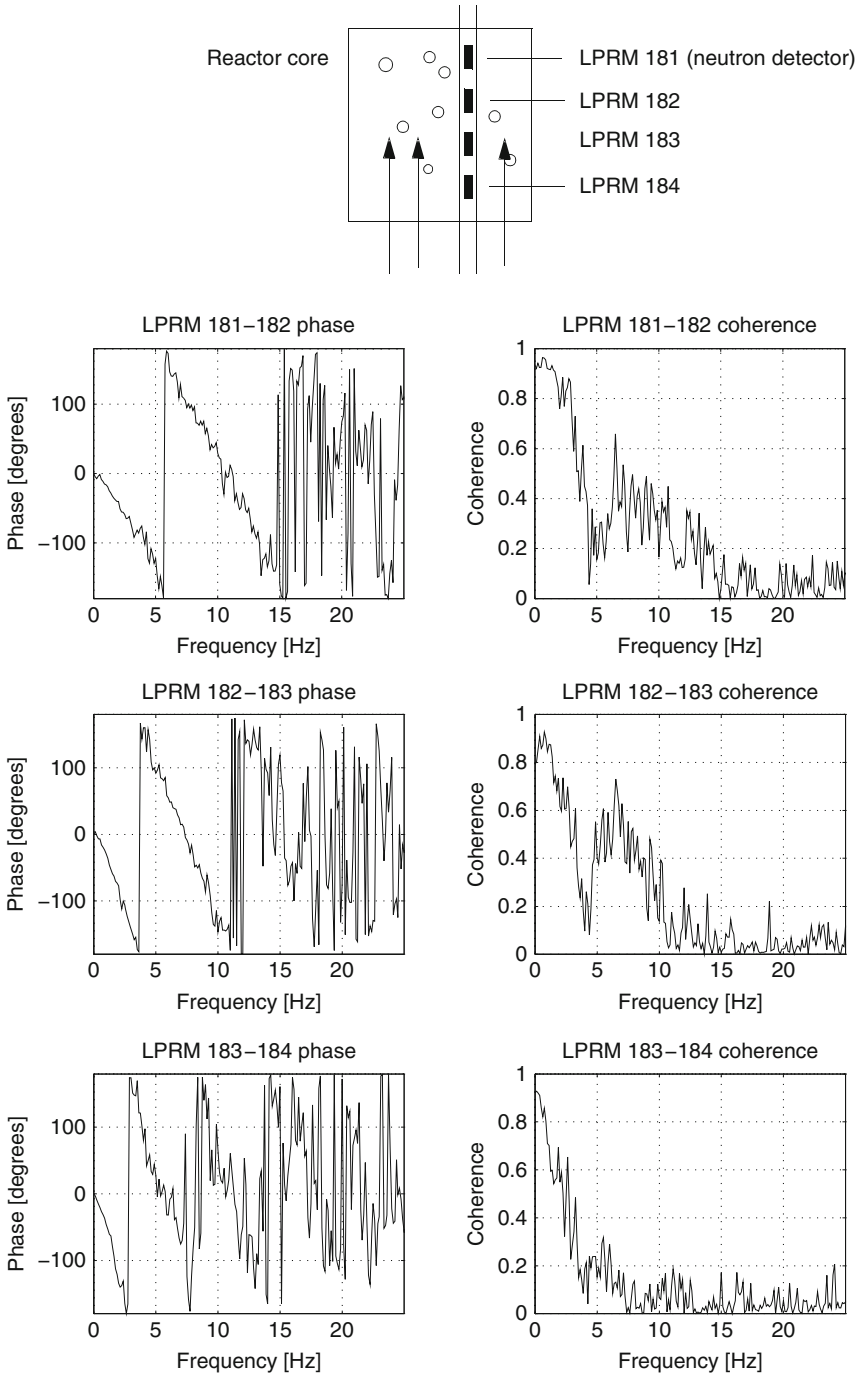 Reactor core
LPRM 181 (neutron detector)
LPRM 182
LPRM 183
LPRM 184
LPRM 181−182 phase
Phase [degrees]
100
0
−100
0 5 10 15 20
Frequency [Hz]
LPRM 181−182 coherence
Coherence
1
0.8
0.6
0.4
0.2
0
0 5 10 15 20
Frequency [Hz]
LPRM 182−183 phase
Phase [degrees]
100
0
−100
0 5 10 15 20
Frequency [Hz]
LPRM 182−183 coherence
Coherence
1
0.8
0.6
0.4
0.2
0
0 5 10 15 20
Frequency [Hz]
LPRM 183−184 phase
Phase [degrees]
100
0
−100
0 5 10 15 20
Frequency [Hz]
LPRM 183−184 coherence
Coherence
1
0.8
0.6
0.4
0.2
0
0 5 10 15 20
Frequency [Hz]